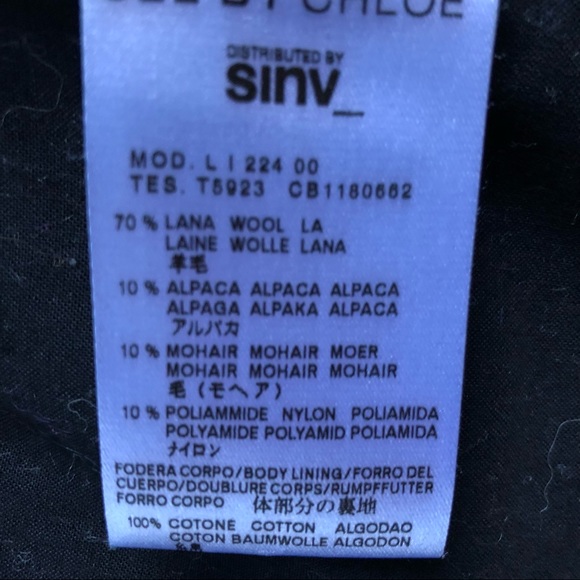 SEE BY CHLOE
DISTRIBUTED BY
sinv_
MOD. L I 224 00
TES. T5923 CB1180662
70 % LANA WOOL LA
LAINE WOLLE LANA
羊毛
10 % ALPACA ALPACA ALPACA
ALPAGA ALPAKA ALPACA
アルパカ
10 % MOHAIR MOHAIR MOER
MOHAIR MOHAIR MOHAIR
毛(モヘア)
10 % POLIAMMIDE NYLON POLIAMIDA
POLYAMIDE POLYAMID POLIAMIDA
ナイロン
FODERA CORPO/BODY LINING/FORRO DEL
CUERPO/DOUBLURE CORPS/RUMPFFUTTER
FORRO CORPO 体部分の裏地
100% COTONE COTTON ALGODAO
COTON BAUMWOLLE ALGODON